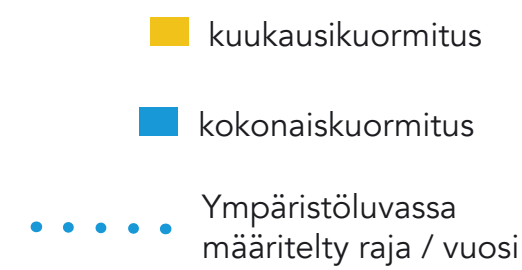 kuukausikuormitus
kokonaiskuormitus
Ympäristöluvassa
määritelty raja / vuosi